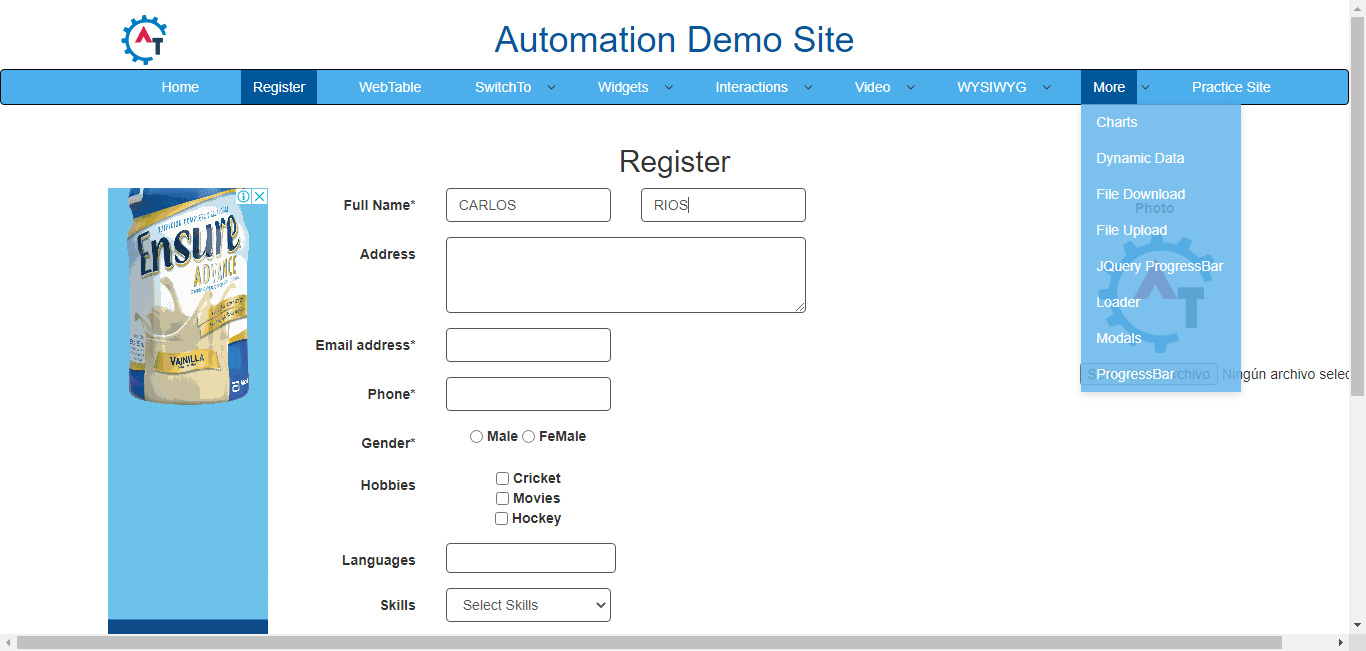 Automation Demo Site
Home Register WebTable SwitchTo Widgets Interactions Video WYSIWYG More Practice Site
Charts
Dynamic Data
File Download
Photo
File Upload
JQuery ProgressBar
Loader
Modals
ProgressBar
Ningún archivo selec
Register
Full Name* CARLOS RIOS
Address
Email address*
Phone*
Gender* Male FeMale
Hobbies Cricket
Movies
Hockey
Languages
Skills Select Skills
Ensure
ADVANCE
VAINILLA